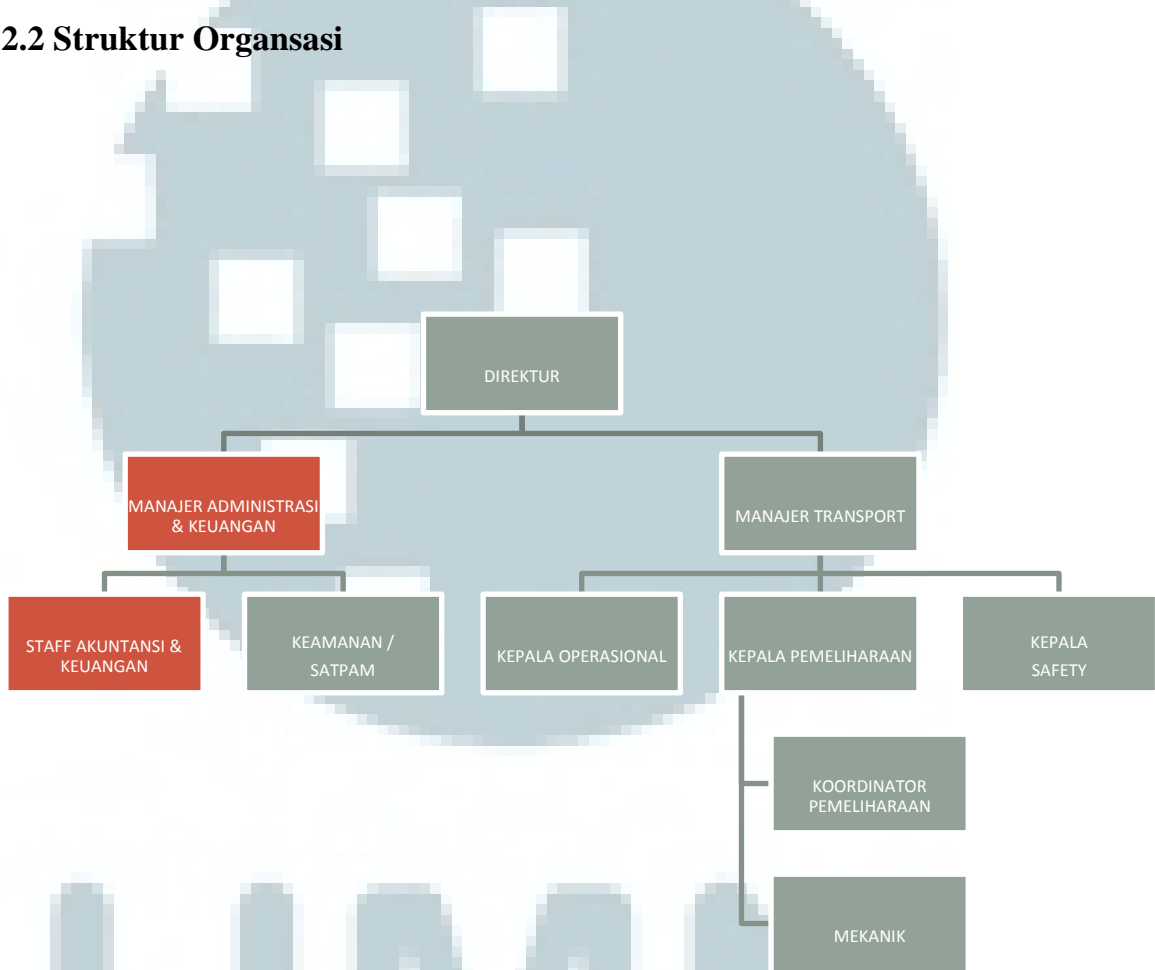 2.2 Struktur Organsasi
DIREKTUR
MANAJER ADMINISTRASI
& KEUANGAN
MANAJER TRANSPORT
STAFF AKUNTANSI &
KEUANGAN
KEAMANAN /
SATPAM
KEPALA OPERASIONAL
KEPALA PEMELIHARAAN
KEPALA
SAFETY
KOORDINATOR
PEMELIHARAAN
MEKANIK